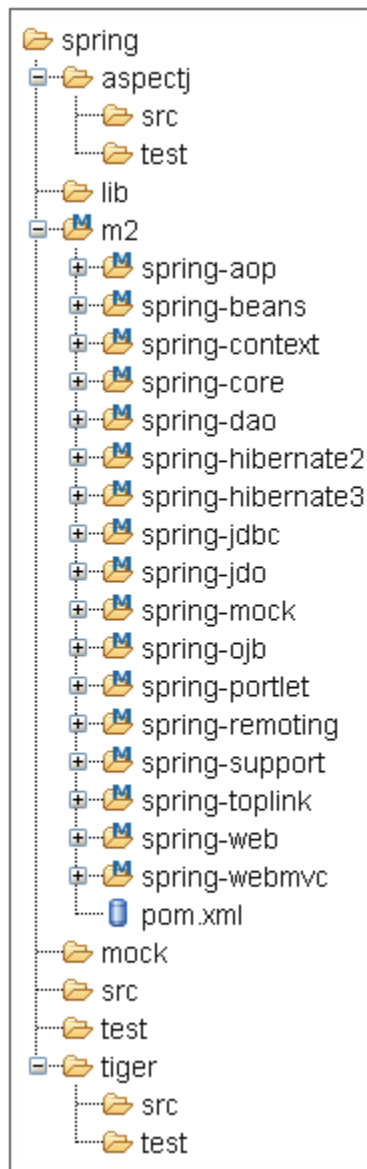 spring
aspectj
src
test
lib
m2
spring-aop
spring-beans
spring-context
spring-core
spring-dao
spring-hibernate2
spring-hibernate3
spring-jdbc
spring-jdo
spring-mock
spring-ojb
spring-portlet
spring-remoting
spring-support
spring-toplink
spring-web
spring-webmvc
pom.xml
mock
src
test
tiger
src
test